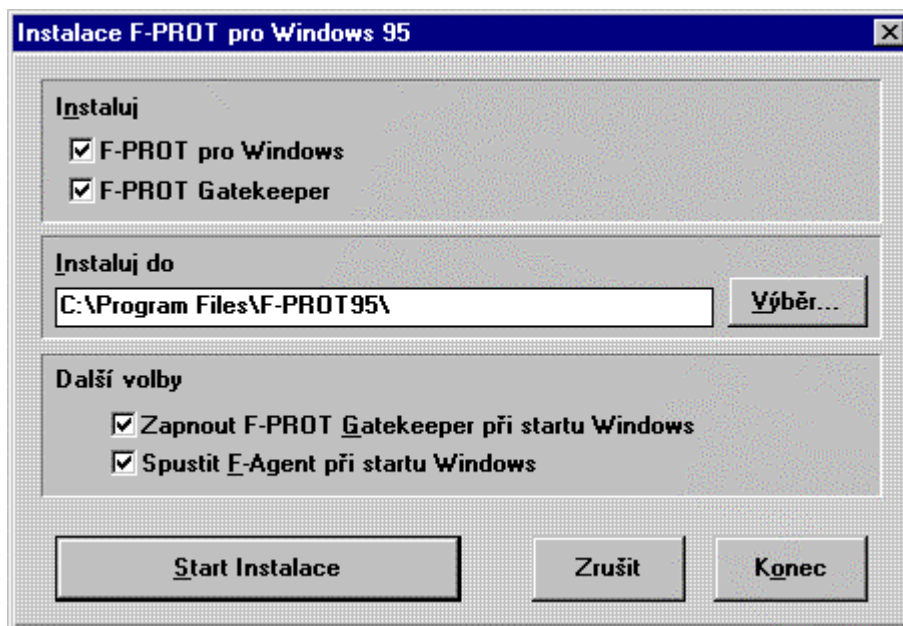 Instalace F-PROT pro Windows 95
Instaluj
F-PROT pro Windows
F-PROT Gatekeeper
Instaluj do
C:\Program Files\F-PROT95\
Výběr...
Další volby
Zapnout F-PROT Gatekeeper při startu Windows
Spustit F-Agent při startu Windows
Start Instalace
Zrušit
Konec